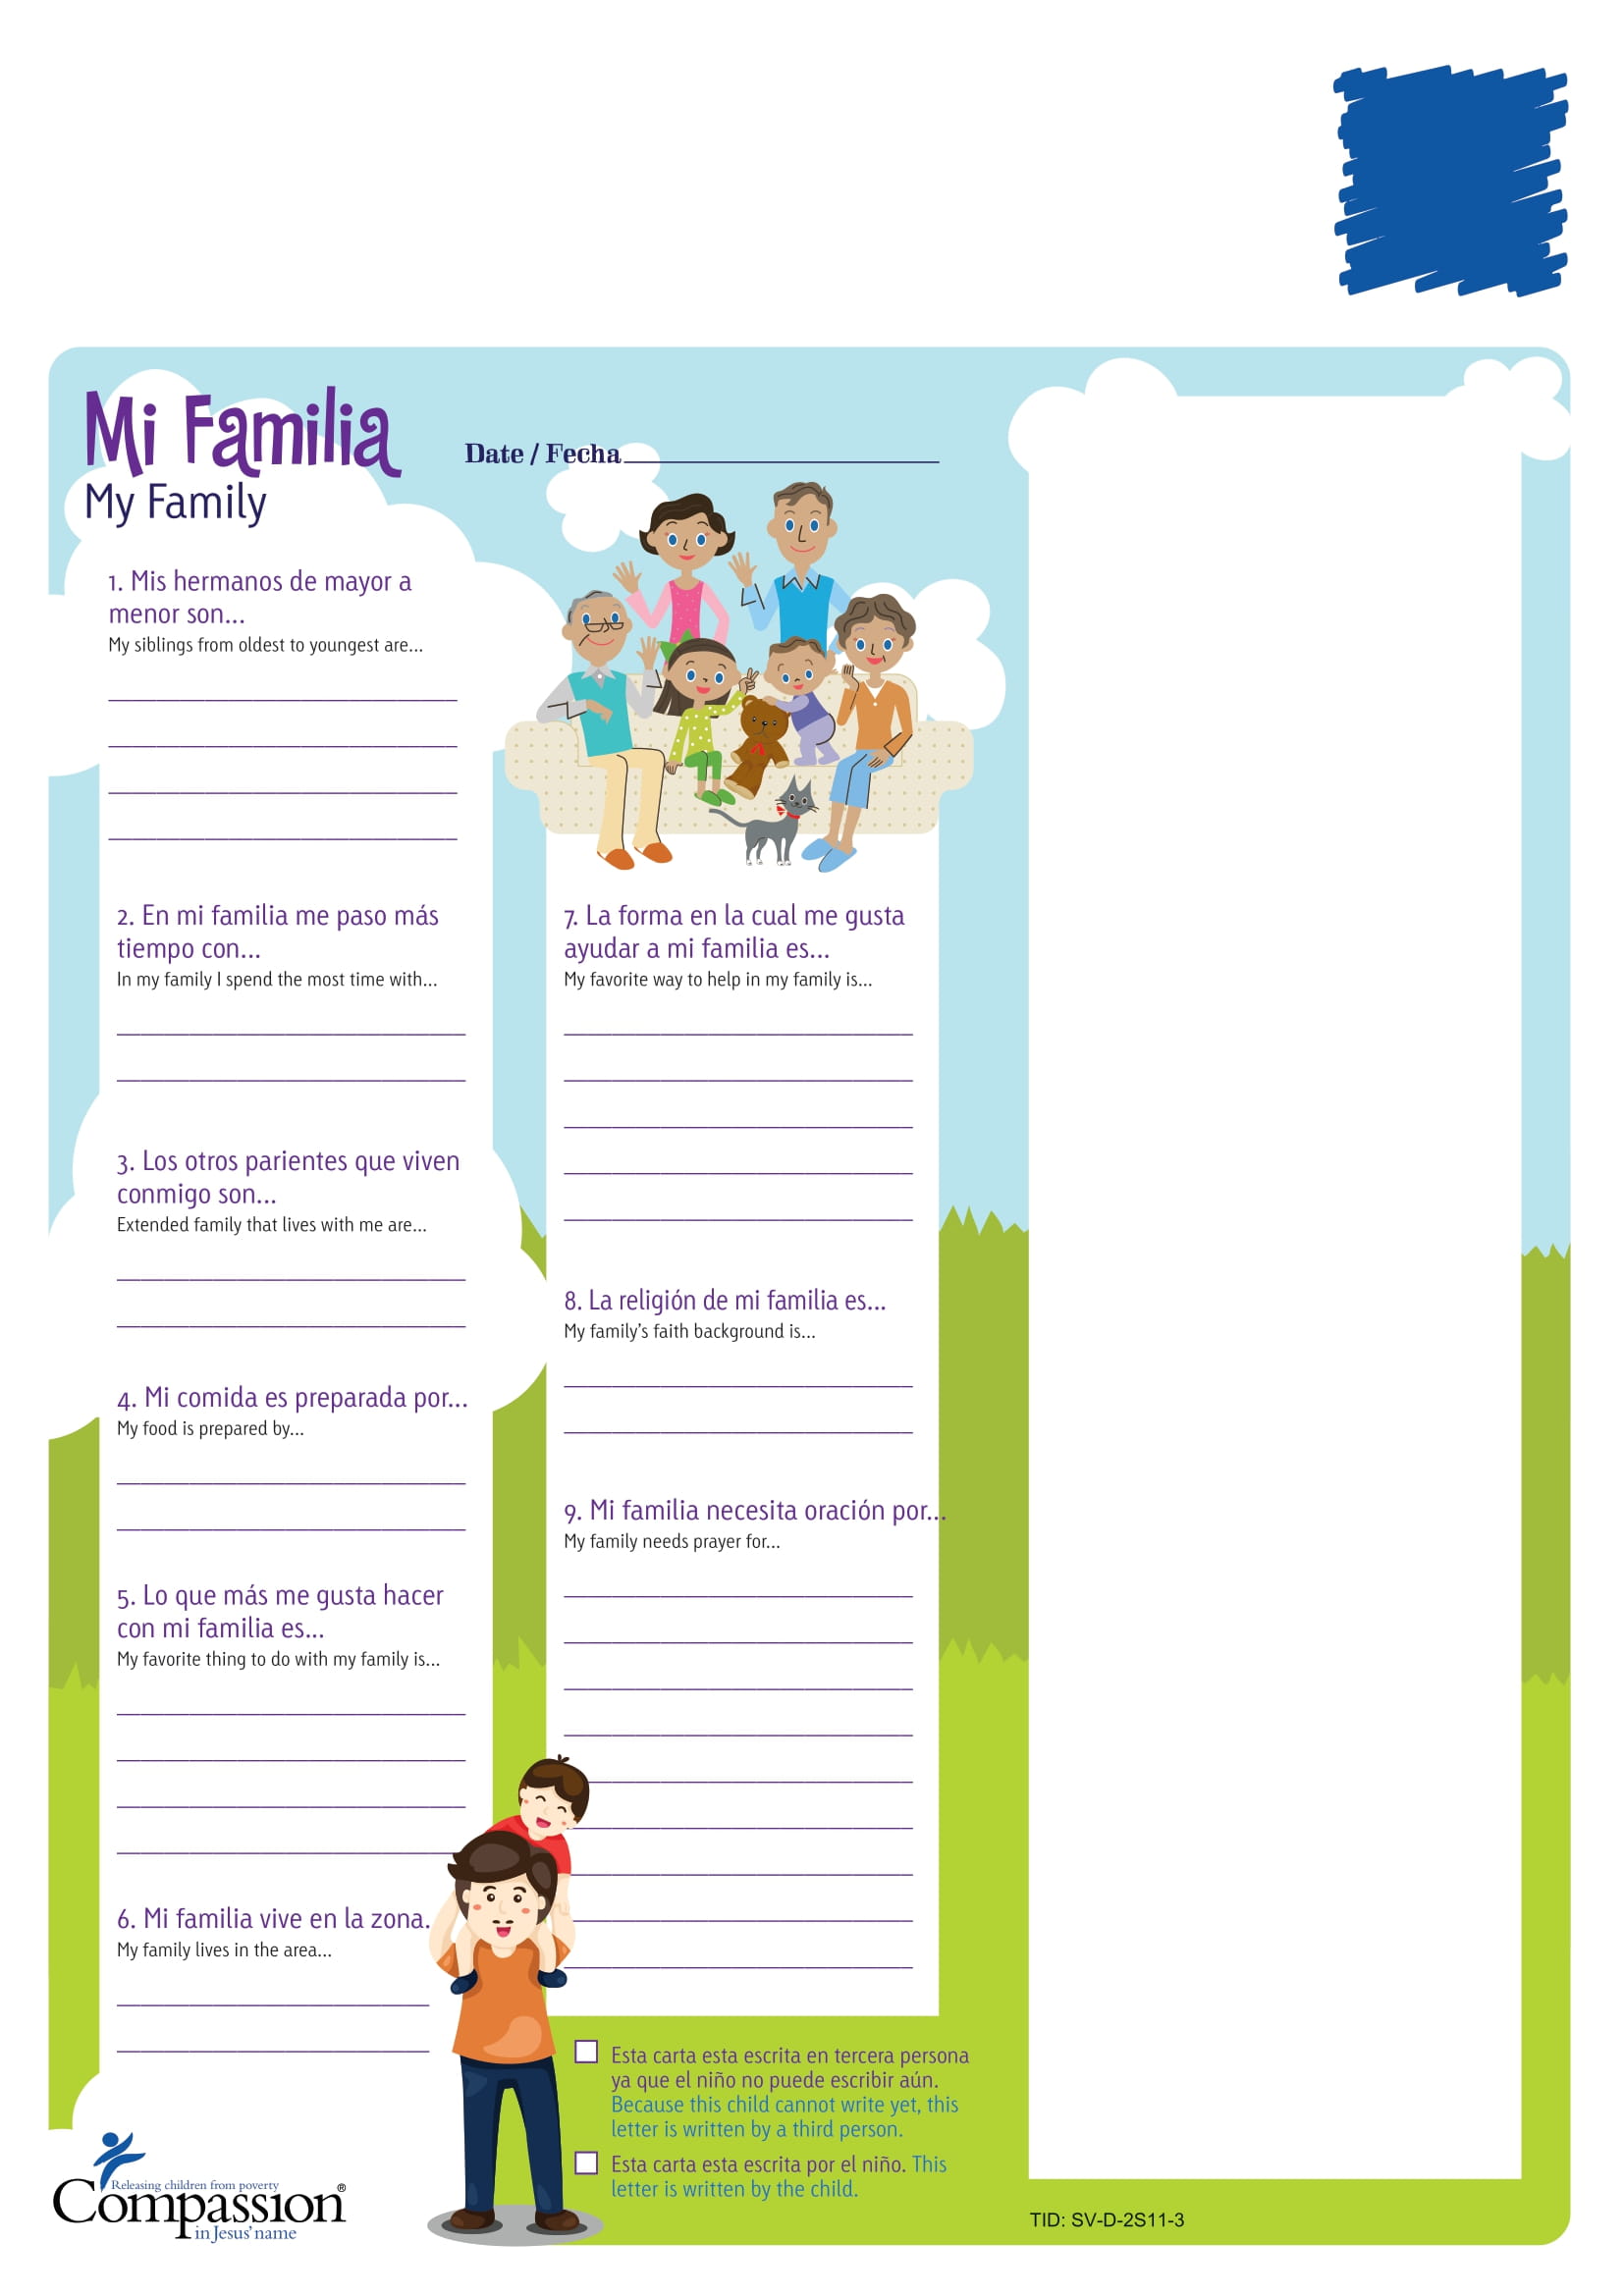 Mi Familia
My Family
Date / Fecha
1. Mis hermanos de mayor a
menor son...
My siblings from oldest to youngest are...
2. En mi familia me paso más
tiempo con...
In my family I spend the most time with...
3. Los otros parientes que viven
conmigo son...
Extended family that lives with me are...
4. Mi comida es preparada por...
My food is prepared by...
5. Lo que más me gusta hacer
con mi familia es...
My favorite thing to do with my family is...
6. Mi familia vive en la zona.
My family lives in the area...
7. La forma en la cual me gusta
ayudar a mi familia es...
My favorite way to help in my family is...
8. La religión de mi familia es...
My family's faith background is...
9. Mi familia necesita oración por...
My family needs prayer for...
Esta carta esta escrita en tercera persona
ya que el niño no puede escribir aún.
Because this child cannot write yet, this
letter is written by a third person.
Esta carta esta escrita por el niño. This
letter is written by the child.
Releasing children from poverty
Compassion®
in Jesus' name
TID: SV-D-2S11-3